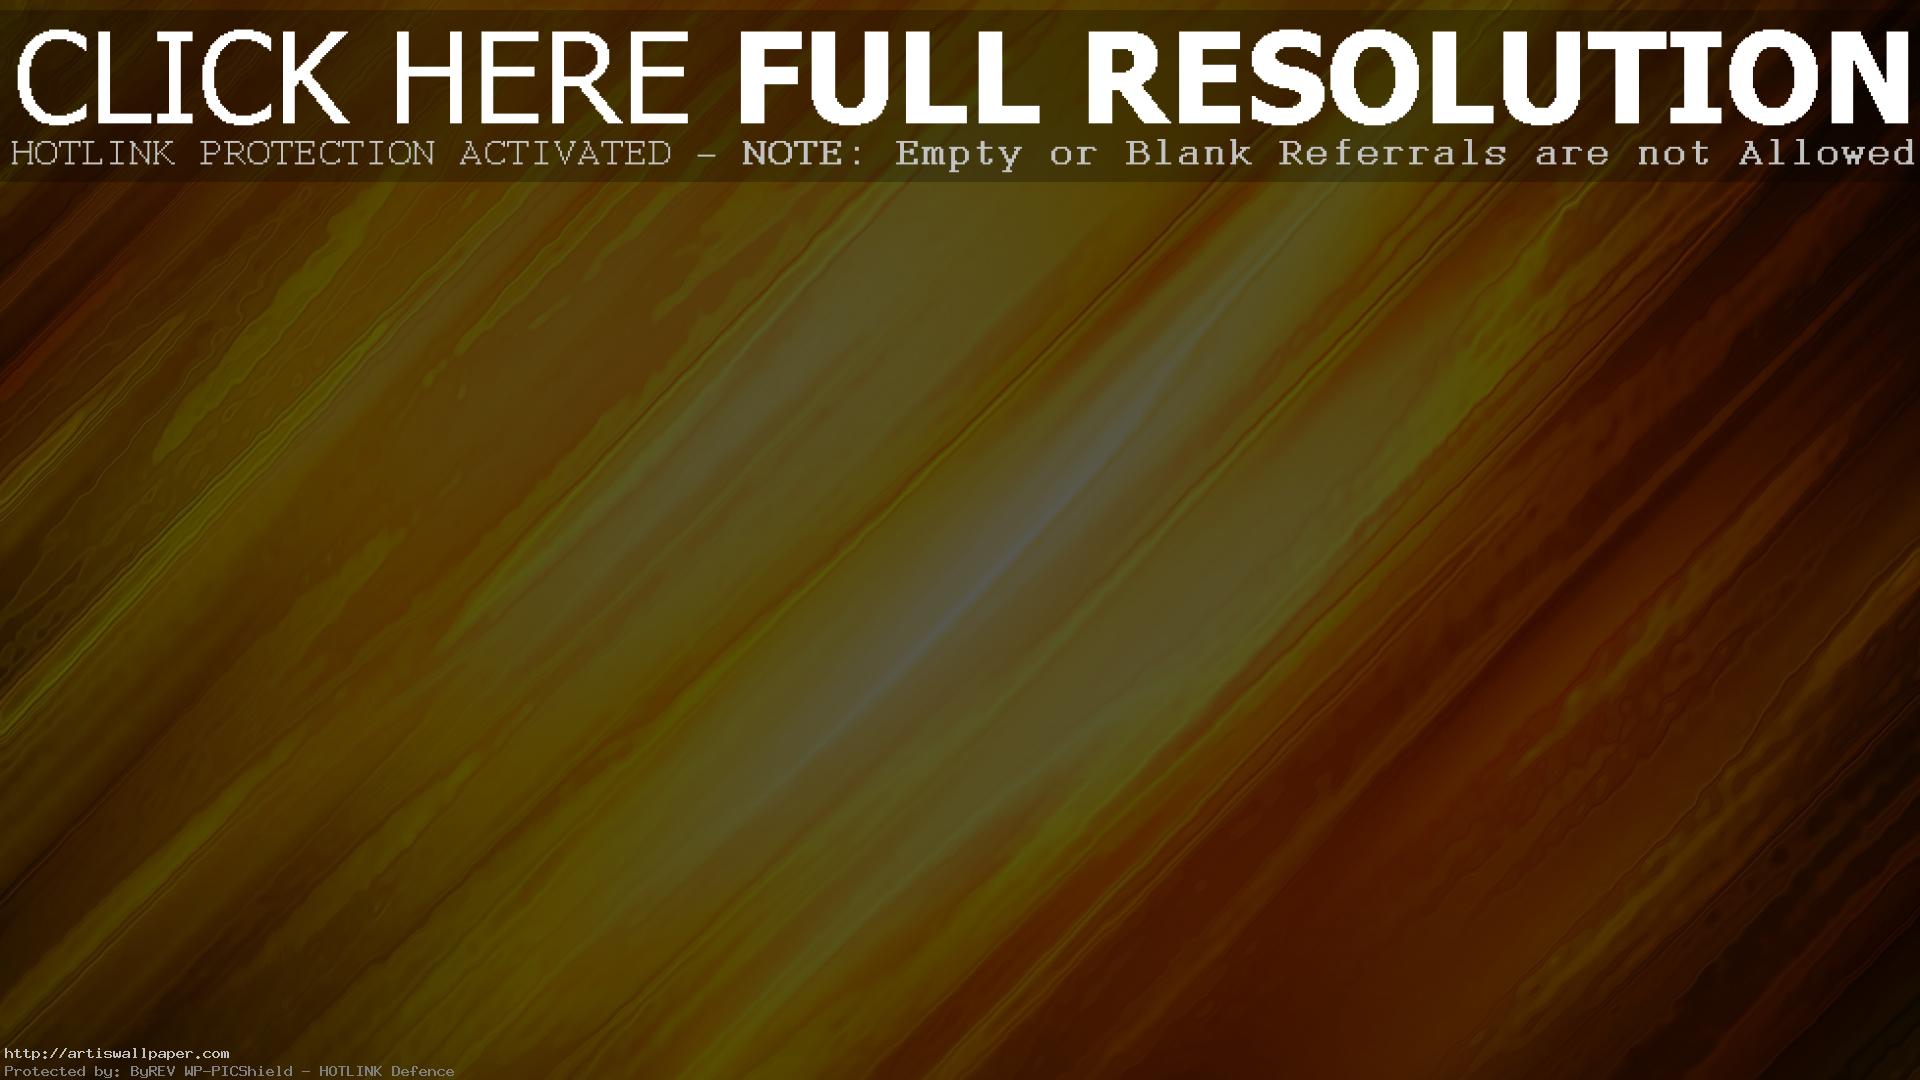 CLICK HERE FULL RESOLUTION
HOTLINK PROTECTION ACTIVATED - NOTE: Empty or Blank Referrals are not Allowed
http://artiswallpaper.com
Protected by: ByREV WP-PICShield - HOTLINK Defence